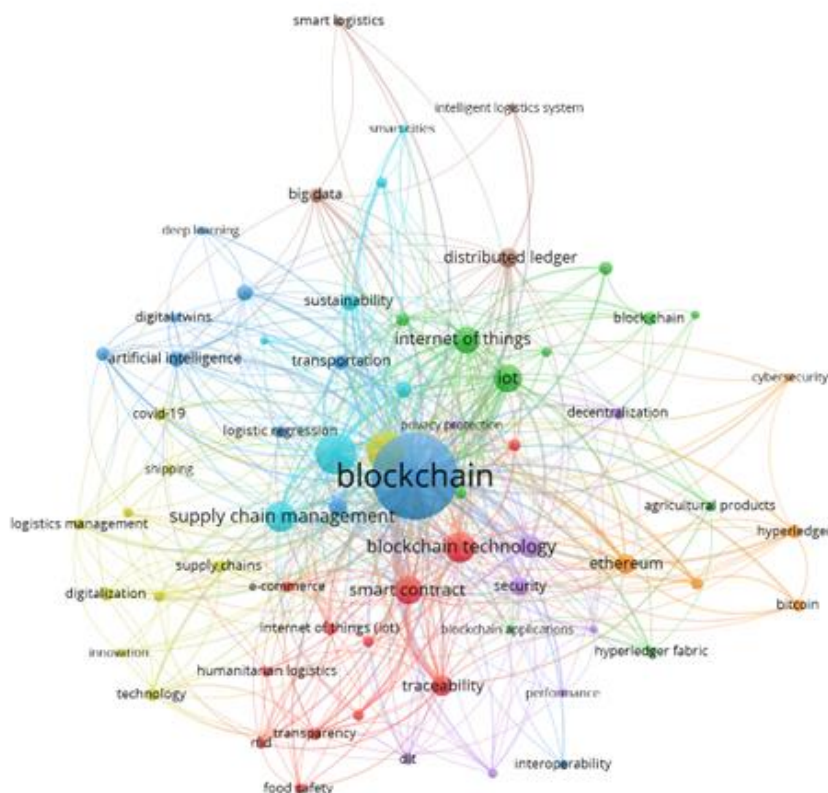 smart logistics
intelligent logistics system
smart cities
big data
deep learning
distributed ledger
sustainability
digital twins
block chain
internet of things
artificial intelligence
transportation
iot
cybersecurity
covid-19
decentralization
privacy protection
logistic regression
shipping
blockchain
agricultural products
supply chain management
logistics management
hyperledger
blockchain technology
supply chains
ethereum
e-commerce
security
smart contract
digitalization
bitcoin
internet of things (iot)
blockchain applications
innovation
hyperledger fabric
humanitarian logistics
traceability
technology
performance
transparency
rfid
dlt
interoperability
food safety